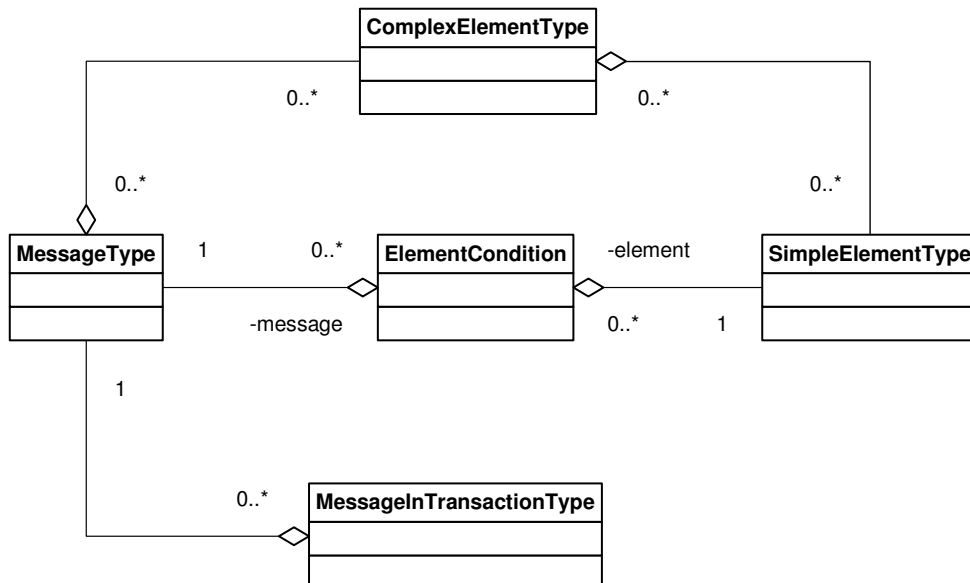 ComplexElementType
0..*
0..*
0..*
0..*
MessageType
1
0..*
ElementCondition
-element
SimpleElementType
-message
0..*
1
1
0..*
MessageInTransactionType